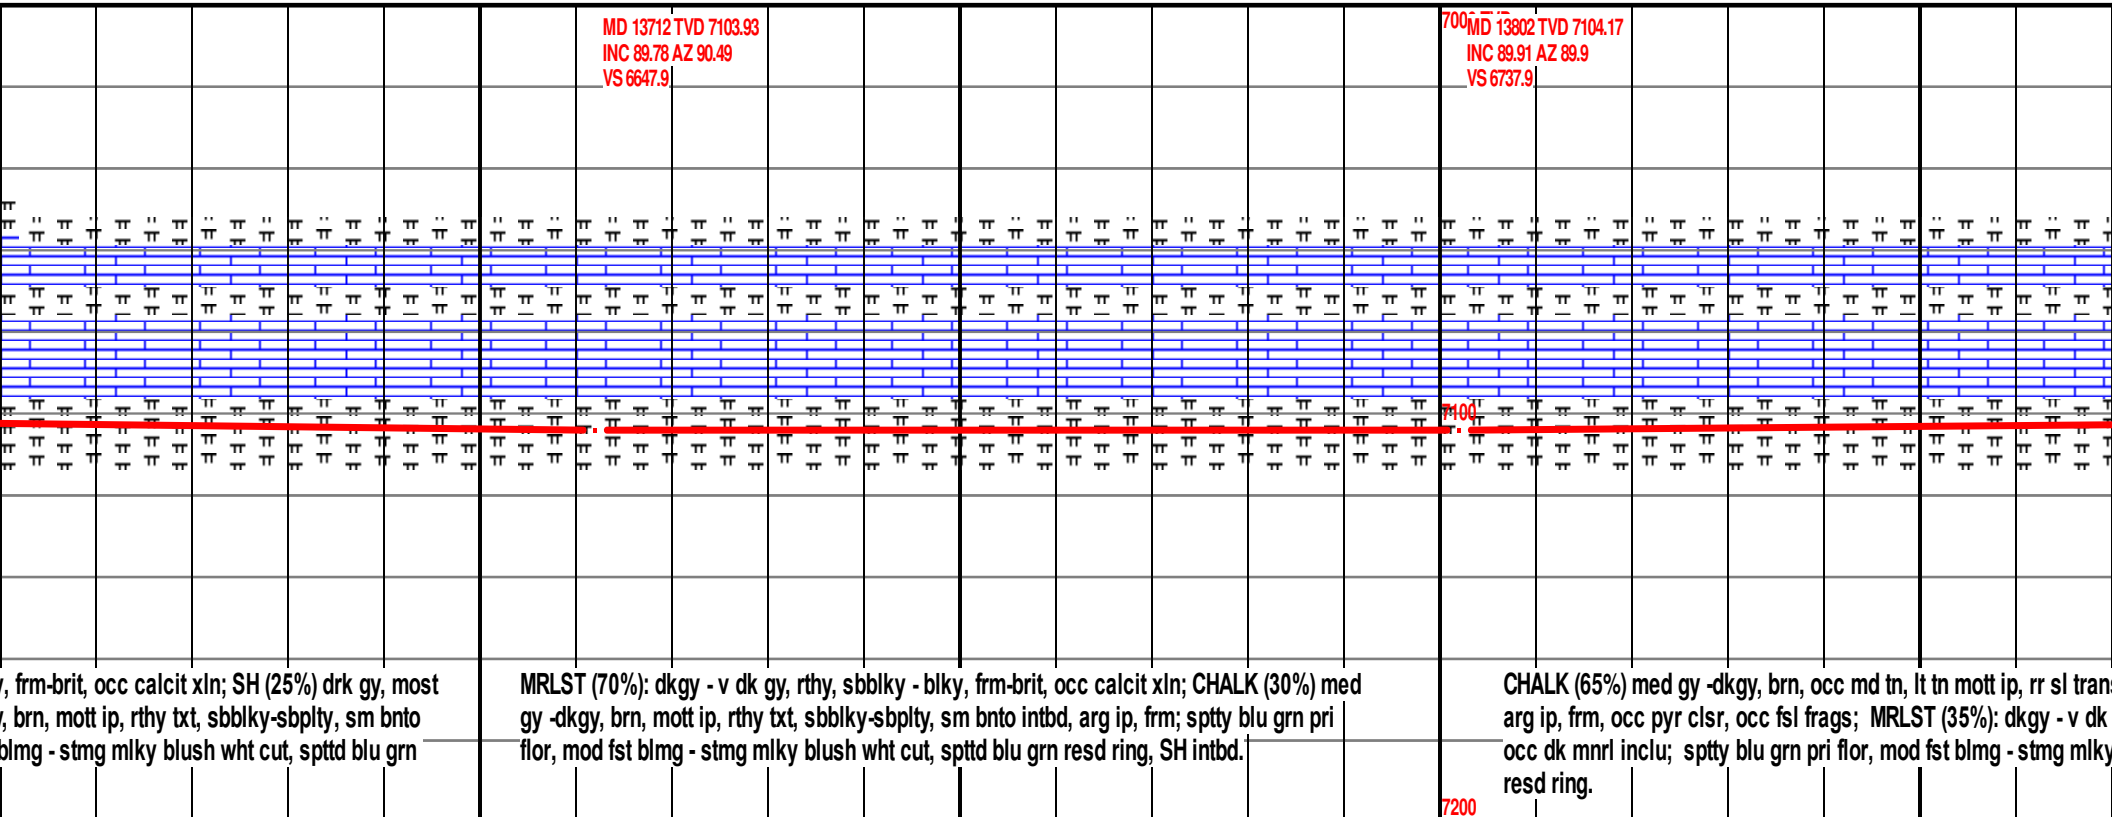 MD 13712 TVD 7103.93
INC 89.78 AZ 90.49
VS 6647.9
MD 13802 TVD 7104.17
INC 89.91 AZ 89.9
VS 6737.9
7100
frm-brit, occ calcit xln; SH (25%) drk gy, most
brn, mott ip, rthy txt, sbblky-sbplty, sm bnto
blmg - stmg mlky blush wht cut, spttd blu grn
MRLST (70%): dkgy - v dk gy, rthy, sbblky - blky, frm-brit, occ calcit xln; CHALK (30%) med
gy -dkgy, brn, mott ip, rthy txt, sbblky-sbplty, sm bnto intbd, arg ip, frm; sptty blu grn pri
flor, mod fst blmg - stmg mlky blush wht cut, spttd blu grn resd ring, SH intbd.
CHALK (65%) med gy -dkgy, brn, occ md tn, lt tn mott ip, rr sl trans
arg ip, frm, occ pyr clsr, occ fsl frags; MRLST (35%): dkgy - v dk
occ dk mnrl inclu; sptty blu grn pri flor, mod fst blmg - stmg mlky
resd ring.
7200